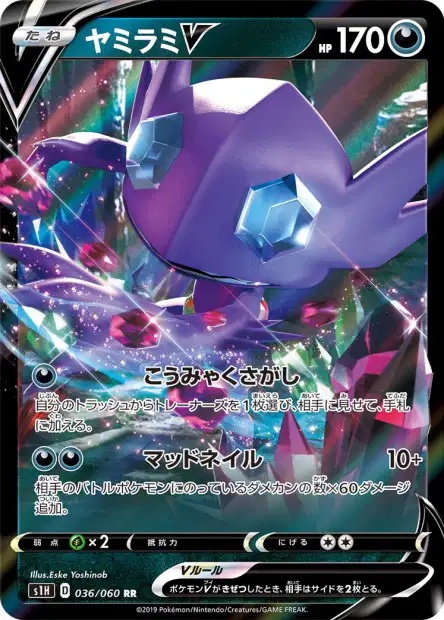 たね ヤミラミV HP 170
こうみゃくさがし
自分のトラッシュからトレーナーズを1枚選び、相手に見せて、手札
に加える。
マッドネイル 10+
相手のバトルポケモンにのっているダメカンの数×60ダメージ
追加。
弱点 ×2 抵抗力 にげる
Illus.Eske Yoshinob
Vルール
ポケモンVがきぜつしたとき、相手はサイドを2枚とる。
s1H D 036/060 RR
©2019 Pokémon/Nintendo/Creatures/GAME FREAK.